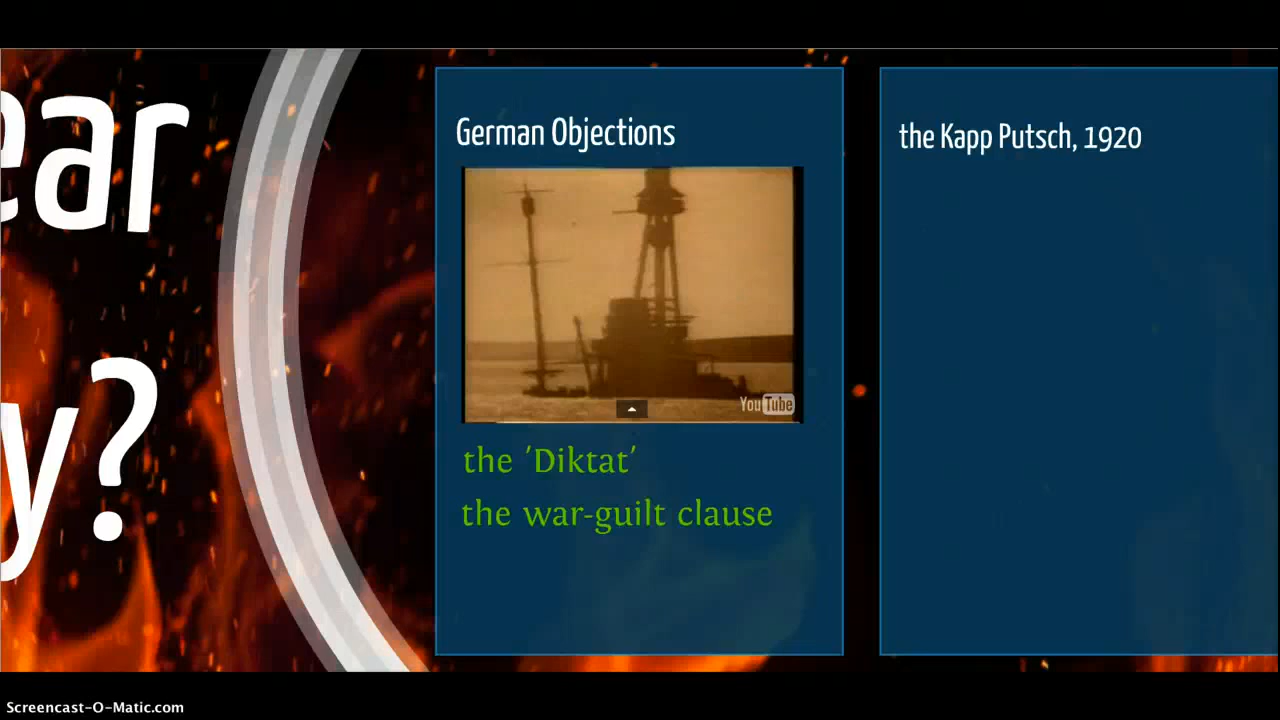 ear
y?
German Objections
YouTube
the 'Diktat'
the war-guilt clause
the Kapp Putsch, 1920
Screencast-O-Matic.com